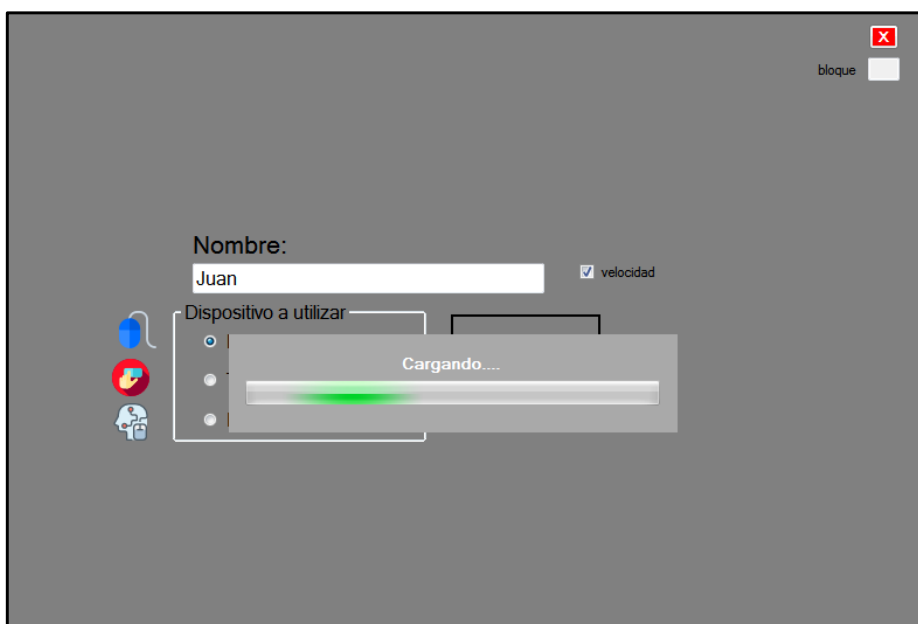 X
bloque
Nombre:
Juan
velocidad
Dispositivo a utilizar
Cargando....